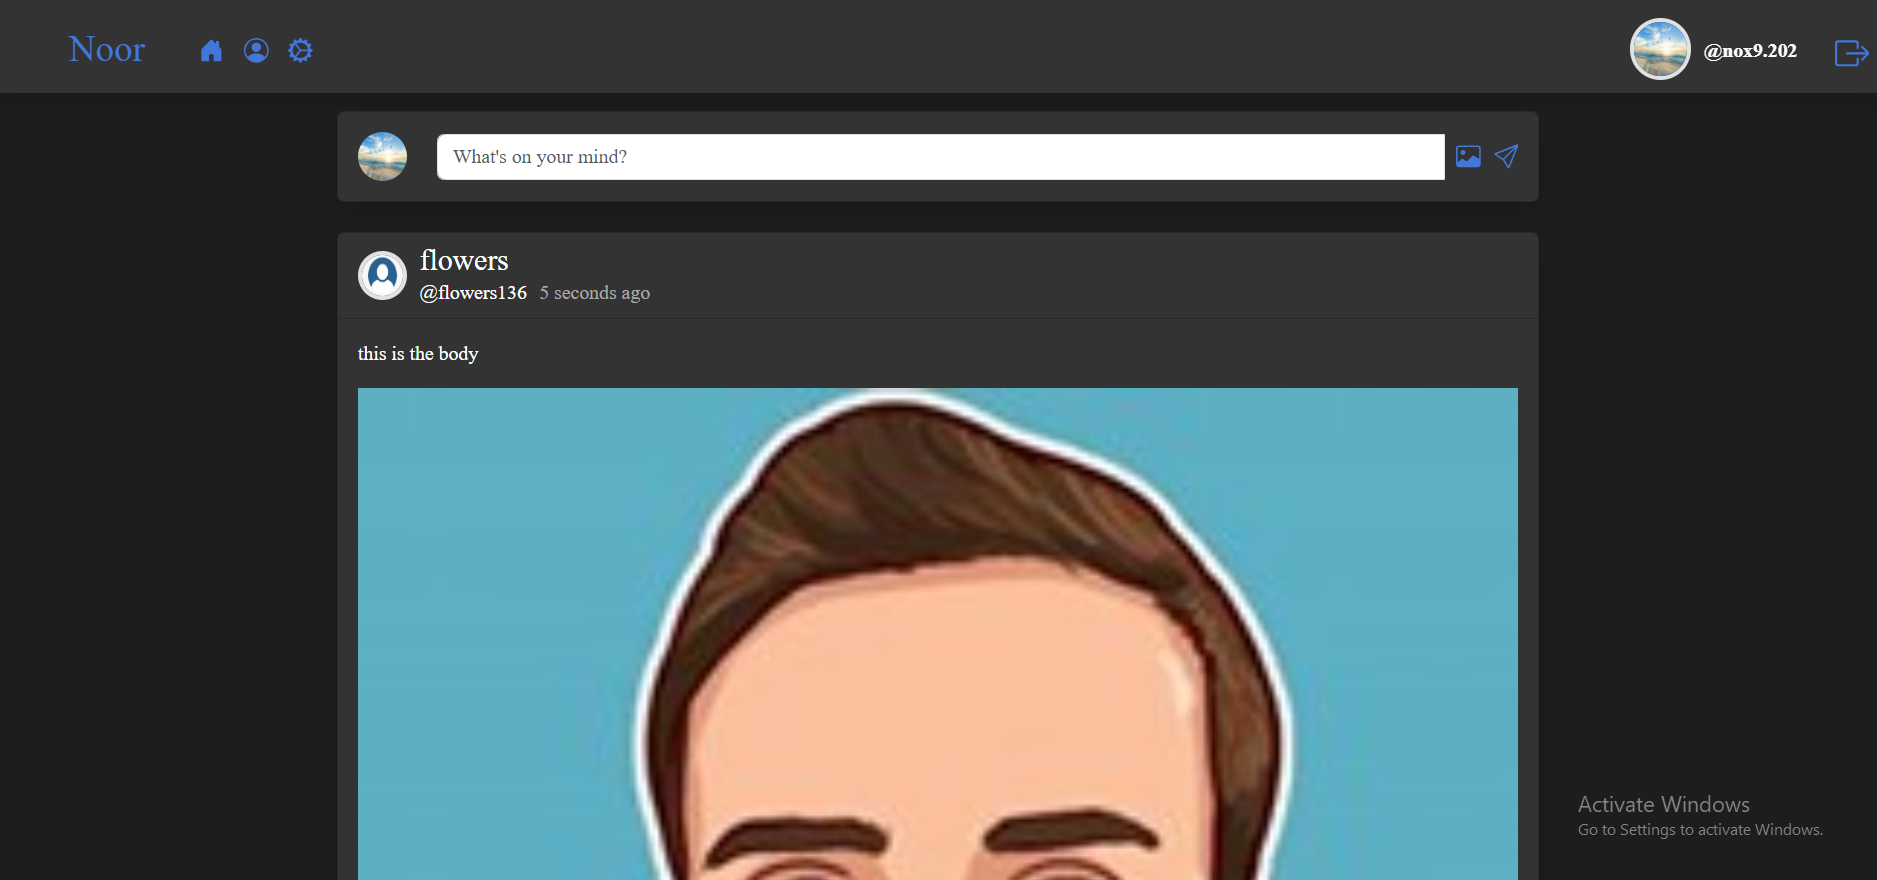 Noor
@nox9.202
What's on your mind?
flowers
@flowers136 5 seconds ago
this is the body
Activate Windows
Go to Settings to activate Windows.